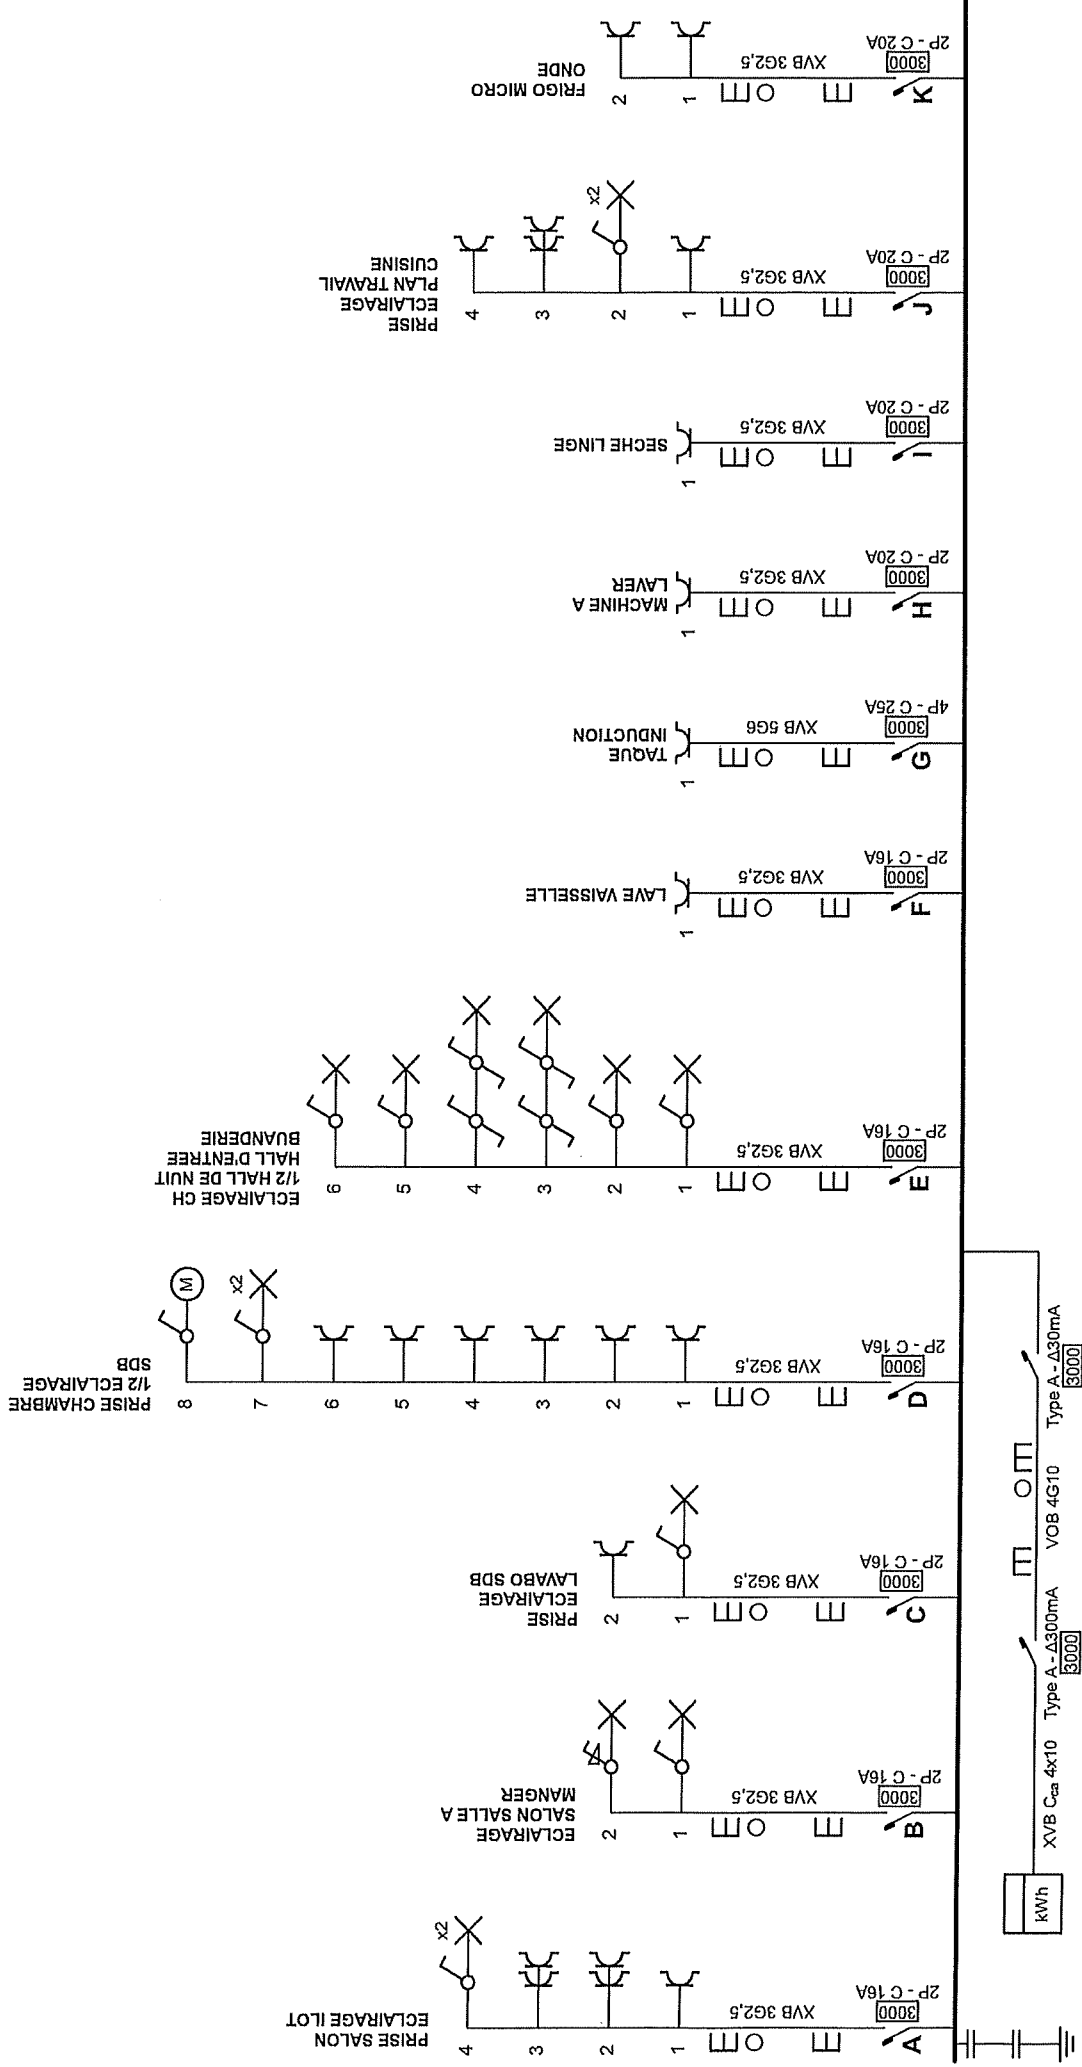 PRISE SALON
ECLAIRAGE ILOT
4
x2
3
2
1
XVB 3G2,5
3000
2P - C 16A
A
ECLAIRAGE
SALON SALLE A
MANGER
2
1
XVB 3G2,5
3000
2P - C 16A
B
PRISE
ECLAIRAGE
LAVABO SDB
2
1
XVB 3G2,5
3000
2P - C 16A
C
PRISE CHAMBRE
1/2 ECLAIRAGE
SDB
8
M
7
x2
6
5
4
3
2
1
XVB 3G2,5
3000
2P - C 16A
D
ECLAIRAGE CH
1/2 HALL DE NUIT
HALL D'ENTREE
BUANDERIE
6
5
4
3
2
1
XVB 3G2,5
3000
2P - C 16A
E
LAVE VAISSELLE
1
XVB 3G2,5
3000
2P - C 16A
F
TAQUE
INDUCTION
1
XVB 5G6
3000
4P - C 25A
G
MACHINE A
LAVER
1
XVB 3G2,5
3000
2P - C 20A
H
SECHE LINGE
1
XVB 3G2,5
3000
2P - C 20A
I
PRISE
ECLAIRAGE
PLAN TRAVAIL
CUISINE
4
3
2
x2
1
XVB 3G2,5
3000
2P - C 20A
J
FRIGO MICRO
ONDE
2
1
XVB 3G2,5
3000
2P - C 20A
K
kWh
XVB Cca 4x10
Type A - Δ300mA
3000
VOB 4G10
Type A - Δ30mA
3000